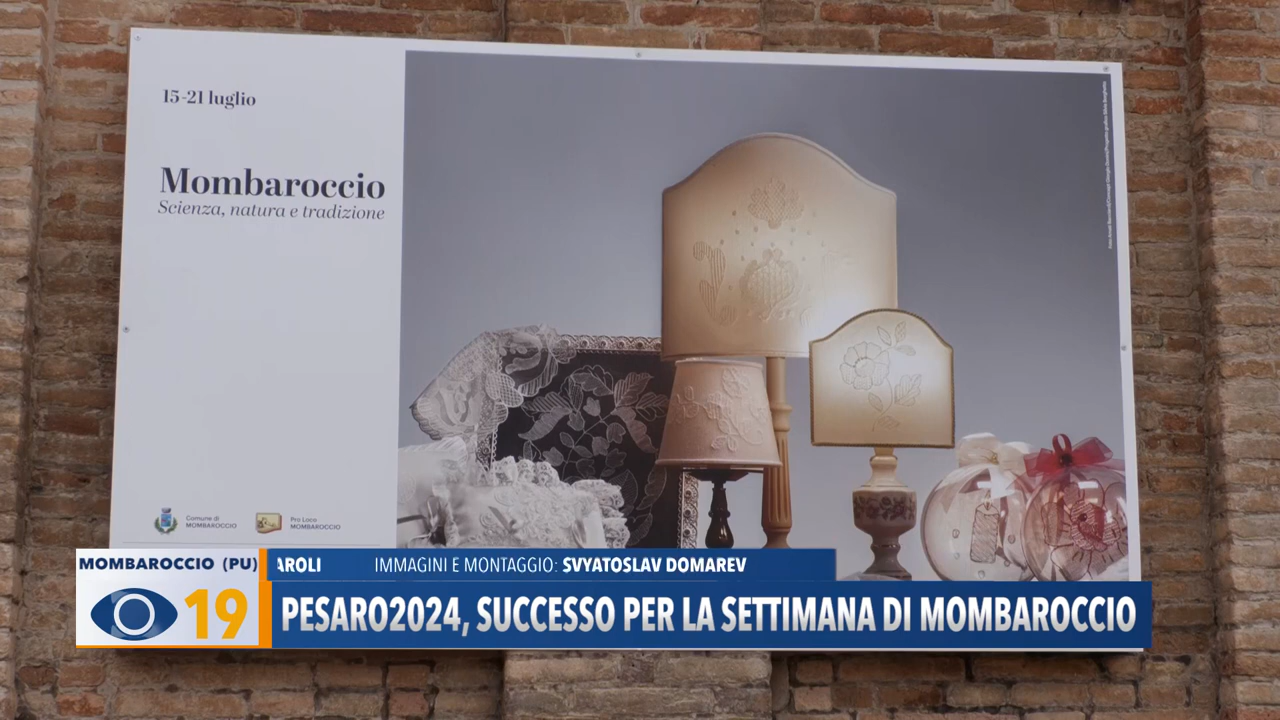 15-21 luglio
Mombaroccio
Scienza, natura e tradizione
Comune di
MOMBAROCCIO
Pro Loco
MOMBAROCCIO
MOMBAROCCIO (PU)
AROLI IMMAGINI E MONTAGGIO: SVYATOSLAV DOMAREV
19
PESARO2024, SUCCESSO PER LA SETTIMANA DI MOMBAROCCIO